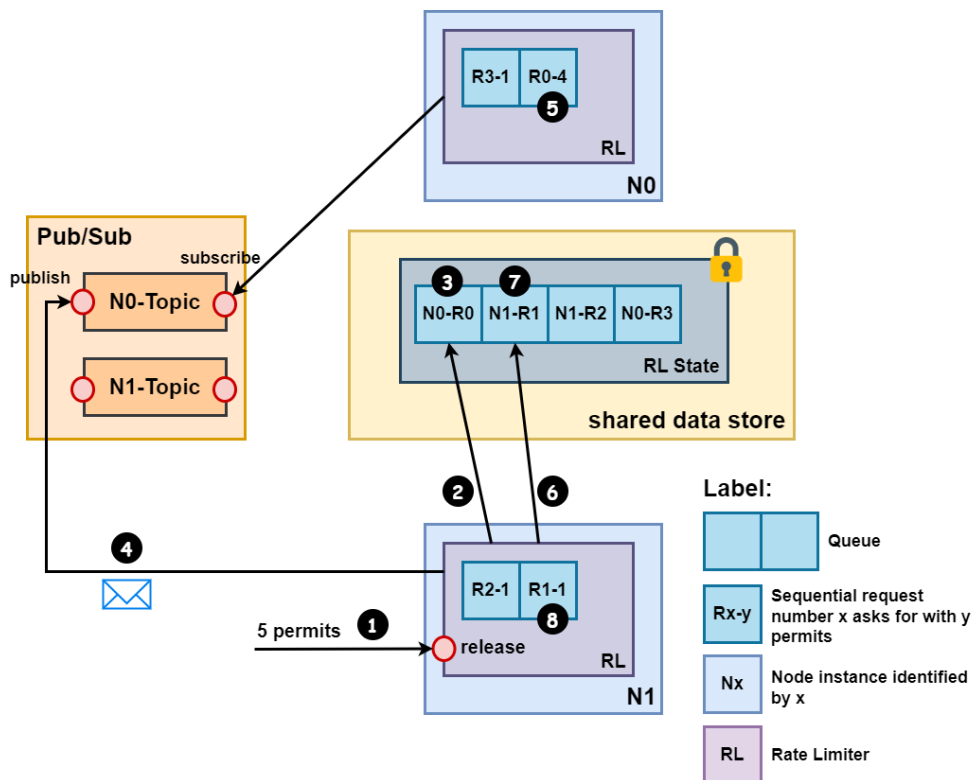 R3-1
R0-4
5
RL
N0
Pub/Sub
subscribe
publish
N0-Topic
N1-Topic
3
7
N0-R0
N1-R1
N1-R2
N0-R3
RL State
shared data store
2
6
4
R2-1
R1-1
8
5 permits
1
release
RL
N1
Label:
Queue
Rx-y
Sequential request
number x asks for with y
permits
Nx
Node instance identified
by x
RL
Rate Limiter